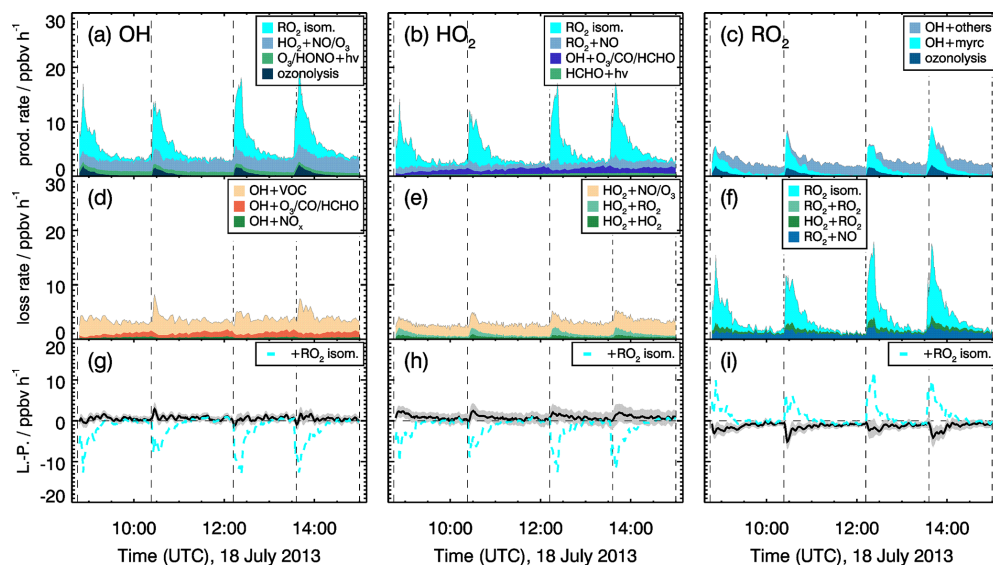 (a) OH
RO2 isom.
HO2+NO/O3
O3/HONO+hv
ozonolysis
(b) HO2
RO2 isom.
RO2+NO
OH+O3/CO/HCHO
HCHO+hv
(c) RO2
OH+others
OH+myrc
ozonolysis
prod. rate / ppbv h-1
30
20
10
0
(d)
OH+VOC
OH+O3/CO/HCHO
OH+NOx
(e)
HO2+NO/O3
HO2+RO2
HO2+HO2
(f)
RO2 isom.
RO2+RO2
HO2+RO2
RO2+NO
loss rate / ppbv h-1
30
20
10
0
(g)
+RO2 isom.
(h)
+RO2 isom.
(i)
+RO2 isom.
L.-P. / ppbv h-1
20
10
0
-10
-20
10:00 12:00 14:00
10:00 12:00 14:00
10:00 12:00 14:00
Time (UTC), 18 July 2013
Time (UTC), 18 July 2013
Time (UTC), 18 July 2013